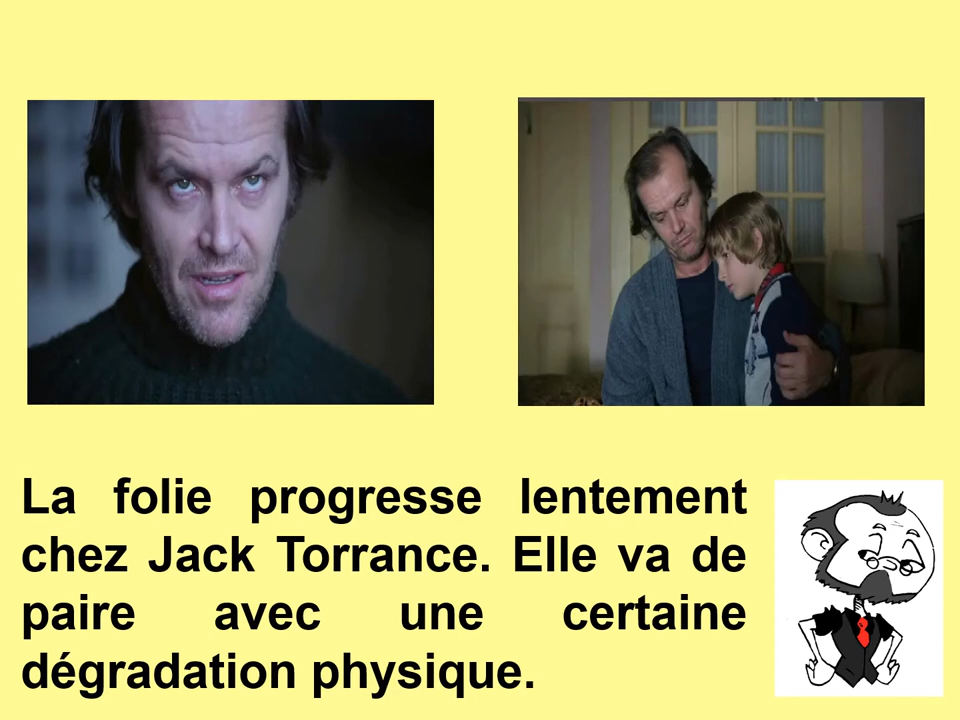 La folie progresse lentement
chez Jack Torrance. Elle va de
paire avec une certaine
dégradation physique.